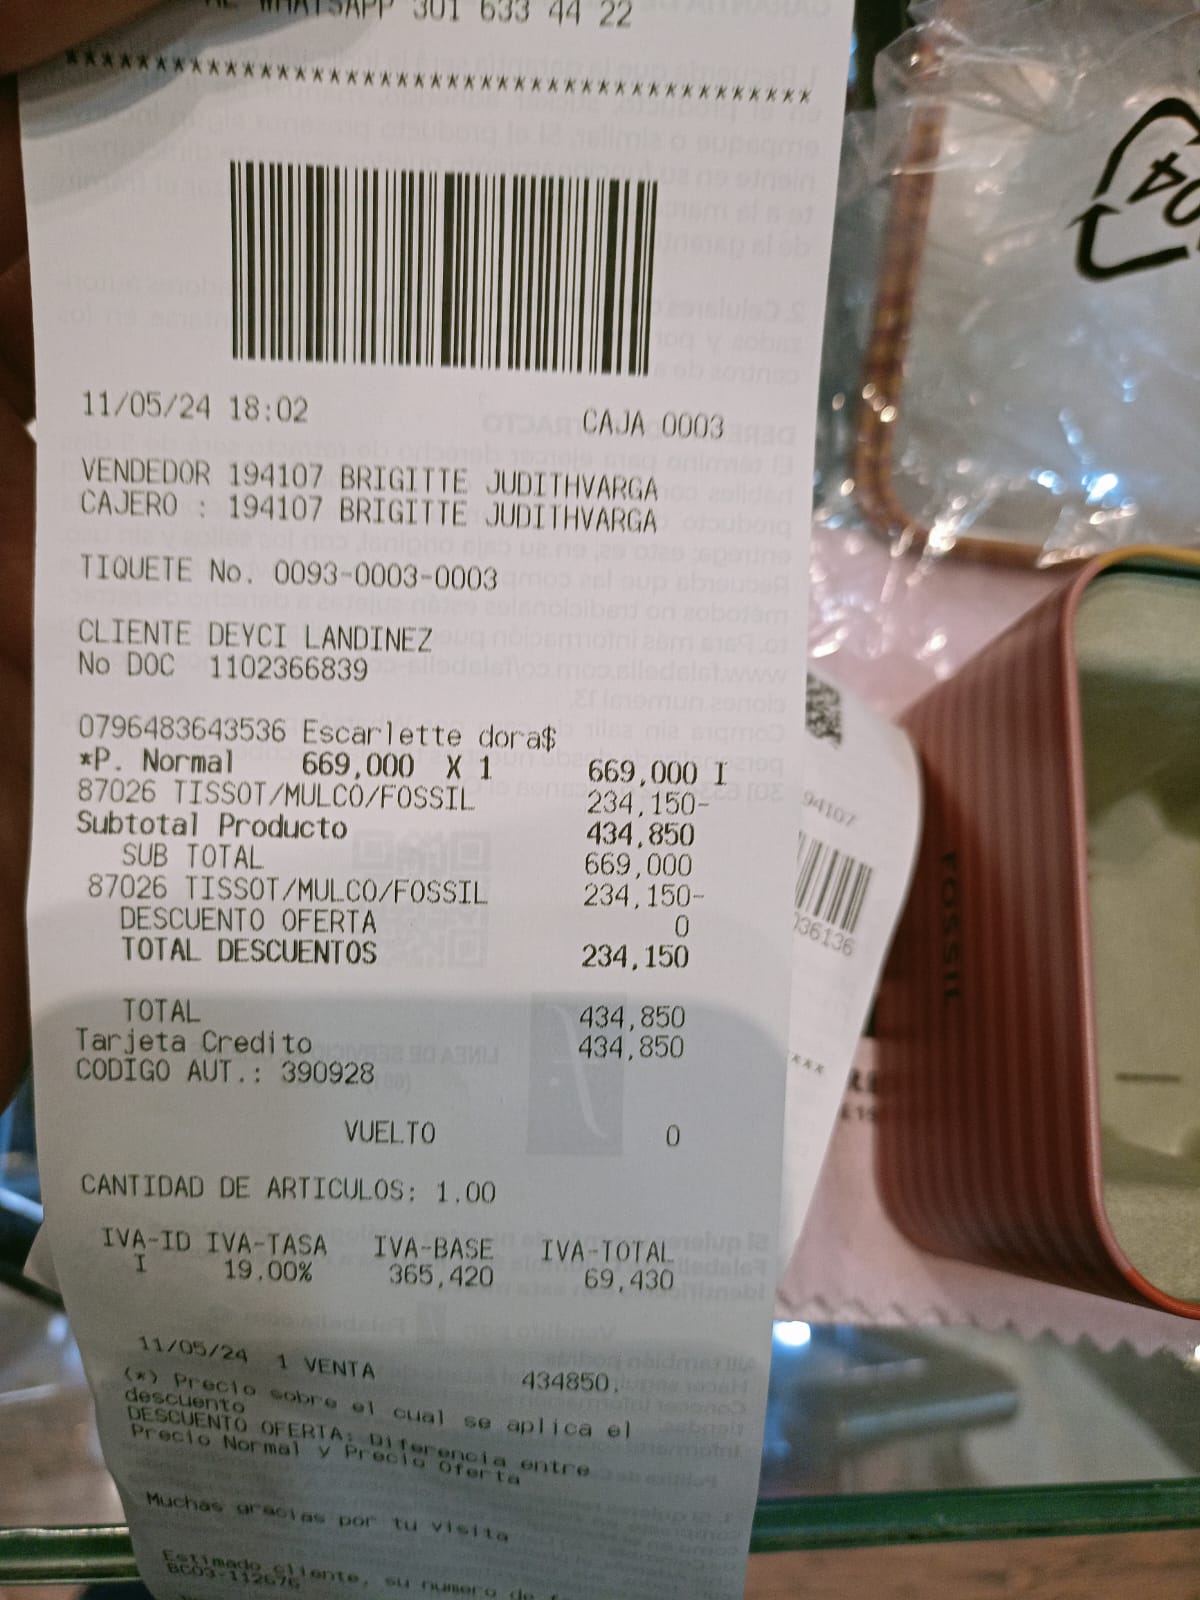 WHATSAPP 301 633 44 22
**************************************************
11/05/24 18:02 CAJA 0003
VENDEDOR 194107 BRIGITTE JUDITHVARGA
CAJERO : 194107 BRIGITTE JUDITHVARGA
TIQUETE No. 0093-0003-0003
CLIENTE DEYCI LANDINEZ
No DOC 1102366839
0796483643536 Escarlette dora$
*P. Normal 669,000 X 1 669,000 I
87026 TISSOT/MULCO/FOSSIL 234,150-
Subtotal Producto 434,850
SUB TOTAL 669,000
87026 TISSOT/MULCO/FOSSIL 234,150-
DESCUENTO OFERTA 0
TOTAL DESCUENTOS 234,150
TOTAL 434,850
Tarjeta Credito 434,850
CODIGO AUT.: 390928
VUELTO 0
CANTIDAD DE ARTICULOS: 1.00
IVA-ID IVA-TASA IVA-BASE IVA-TOTAL
I 19.00% 365,420 69,430
11/05/24 1 VENTA 434850.
(*) Precio sobre el cual se aplica el
descuento
DESCUENTO OFERTA: Diferencia entre
Precio Normal y Precio Oferta
Muchas gracias por tu visita
Estimado cliente, su numero de
BC03-112676
94107
036136
FOSSIL
04